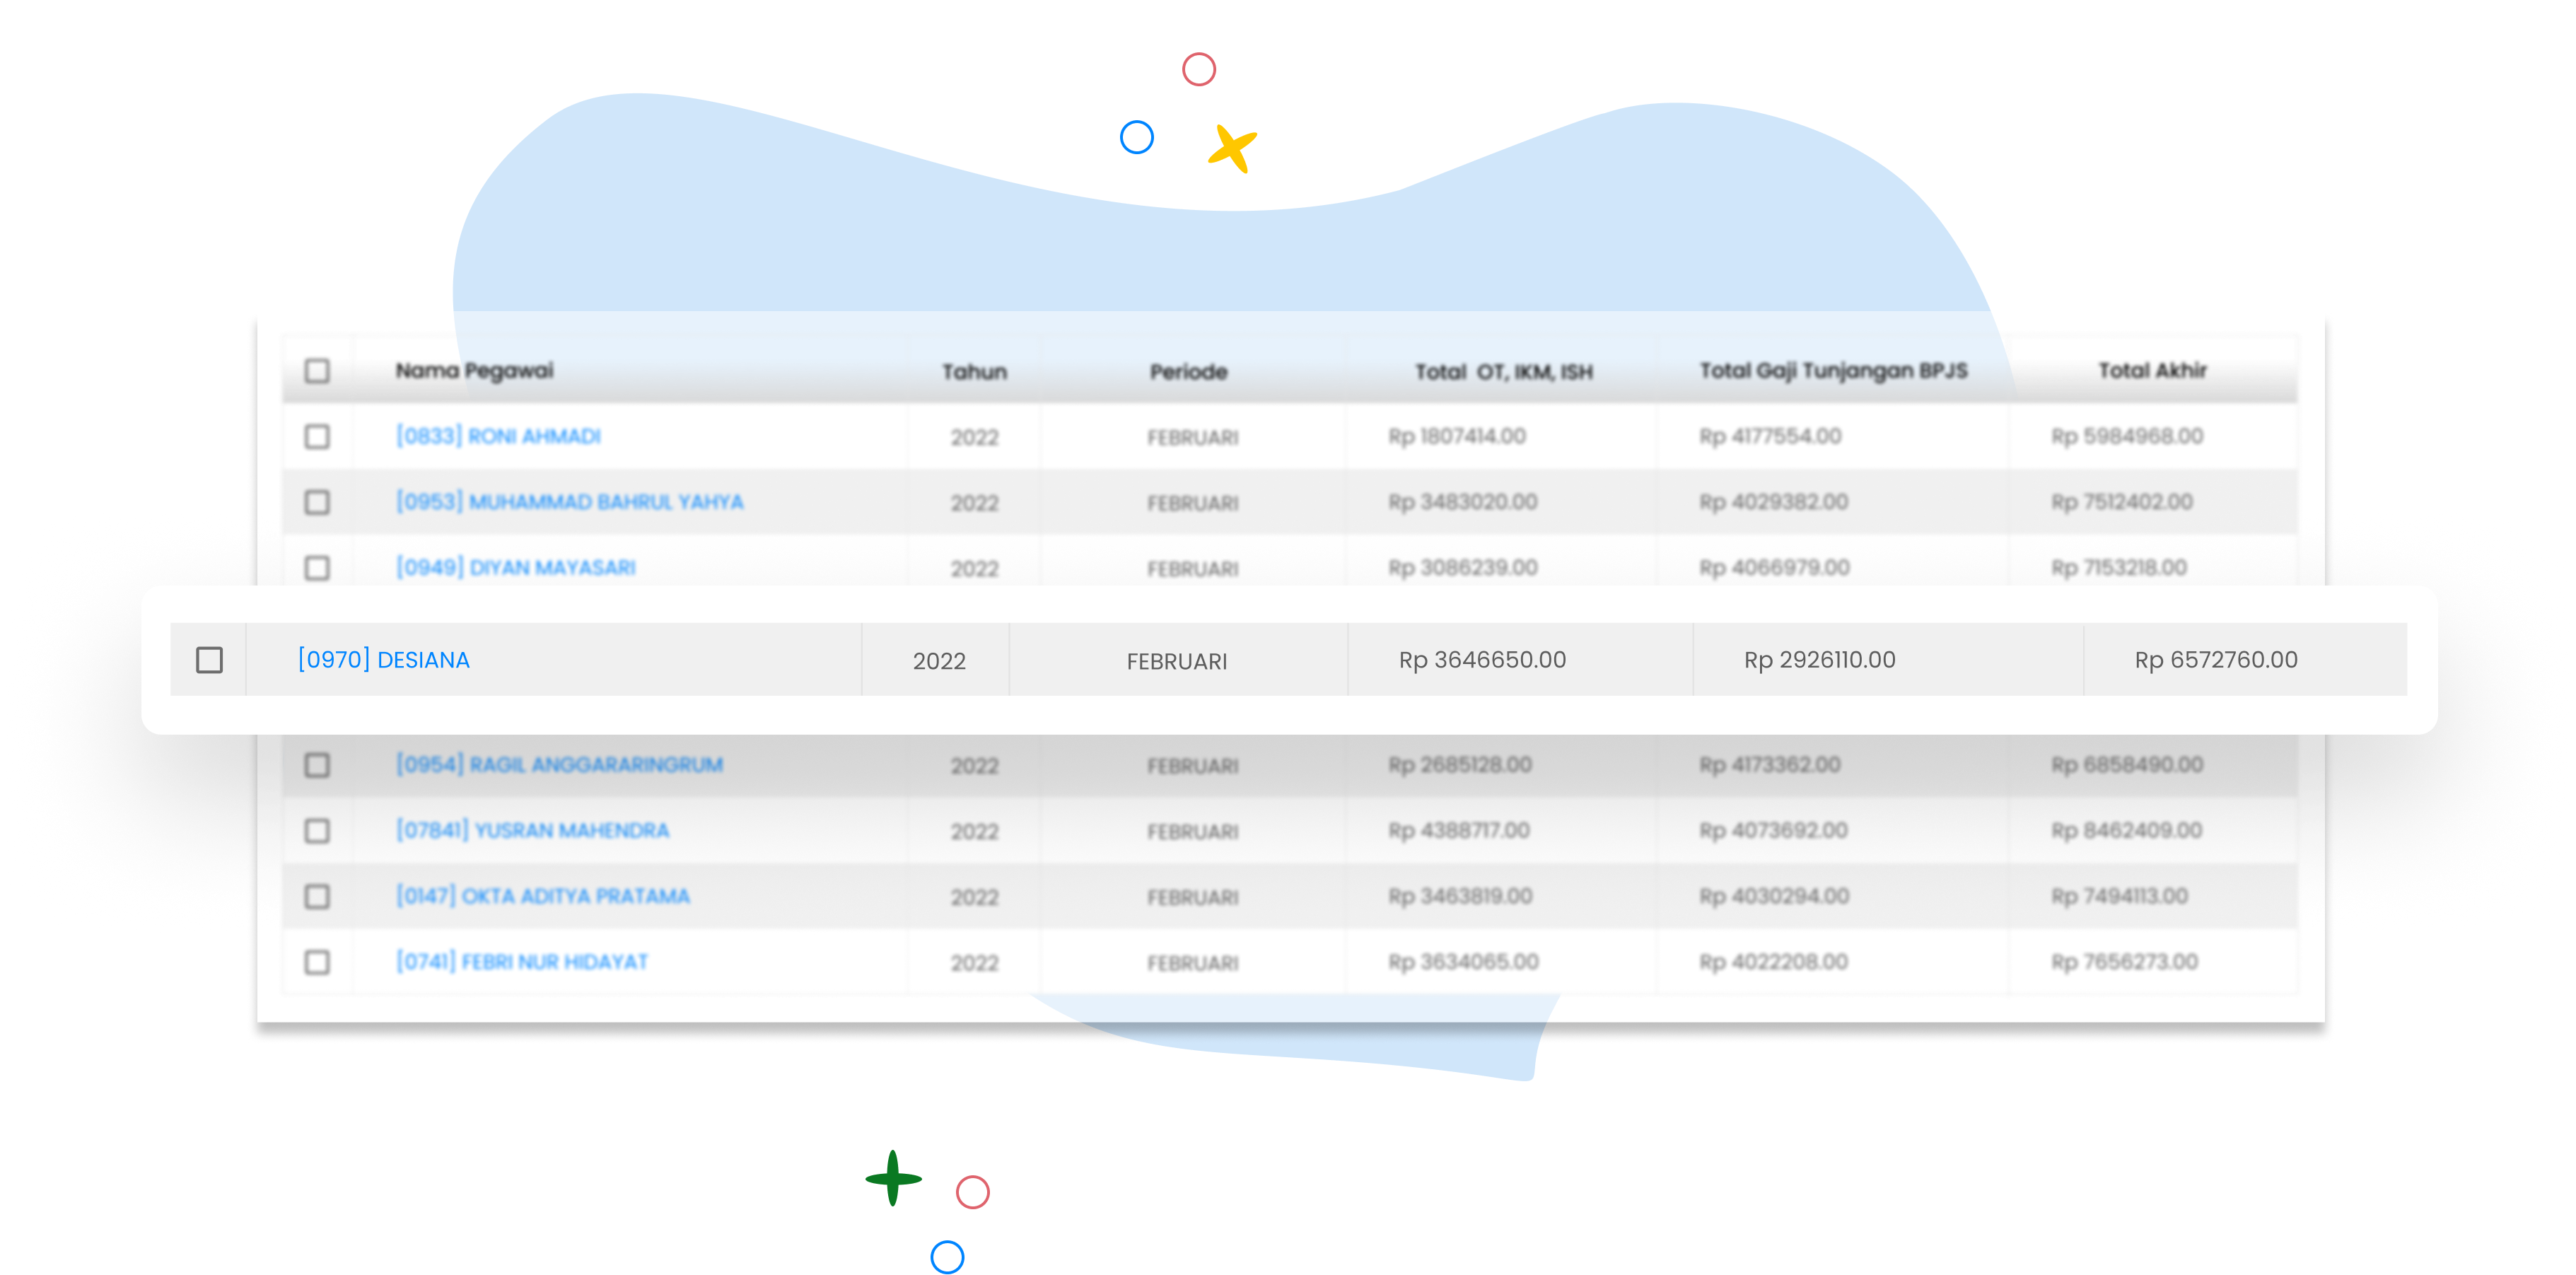 Nama Pegawai Tahun Periode Total OT, IKM, ISH Total Gaji Tunjangan BPJS Total Akhir
[0833] RONI AHMADI 2022 FEBRUARI Rp 1807414.00 Rp 4177554.00 Rp 5984968.00
[0953] MUHAMMAD BAHRUL YAHYA 2022 FEBRUARI Rp 3483020.00 Rp 4029382.00 Rp 7512402.00
[0949] DIYAN MAYASARI 2022 FEBRUARI Rp 3086239.00 Rp 4066979.00 Rp 7153218.00
[0970] DESIANA 2022 FEBRUARI Rp 3646650.00 Rp 2926110.00 Rp 6572760.00
[0954] RAGIL ANGGARARINGRUM 2022 FEBRUARI Rp 2685128.00 Rp 4173362.00 Rp 6858490.00
[07841] YUSRAN MAHENDRA 2022 FEBRUARI Rp 4388717.00 Rp 4073692.00 Rp 8462409.00
[0147] OKTA ADITYA PRATAMA 2022 FEBRUARI Rp 3463819.00 Rp 4030294.00 Rp 7494113.00
[0741] FEBRI NUR HIDAYAT 2022 FEBRUARI Rp 3634065.00 Rp 4022208.00 Rp 7656273.00